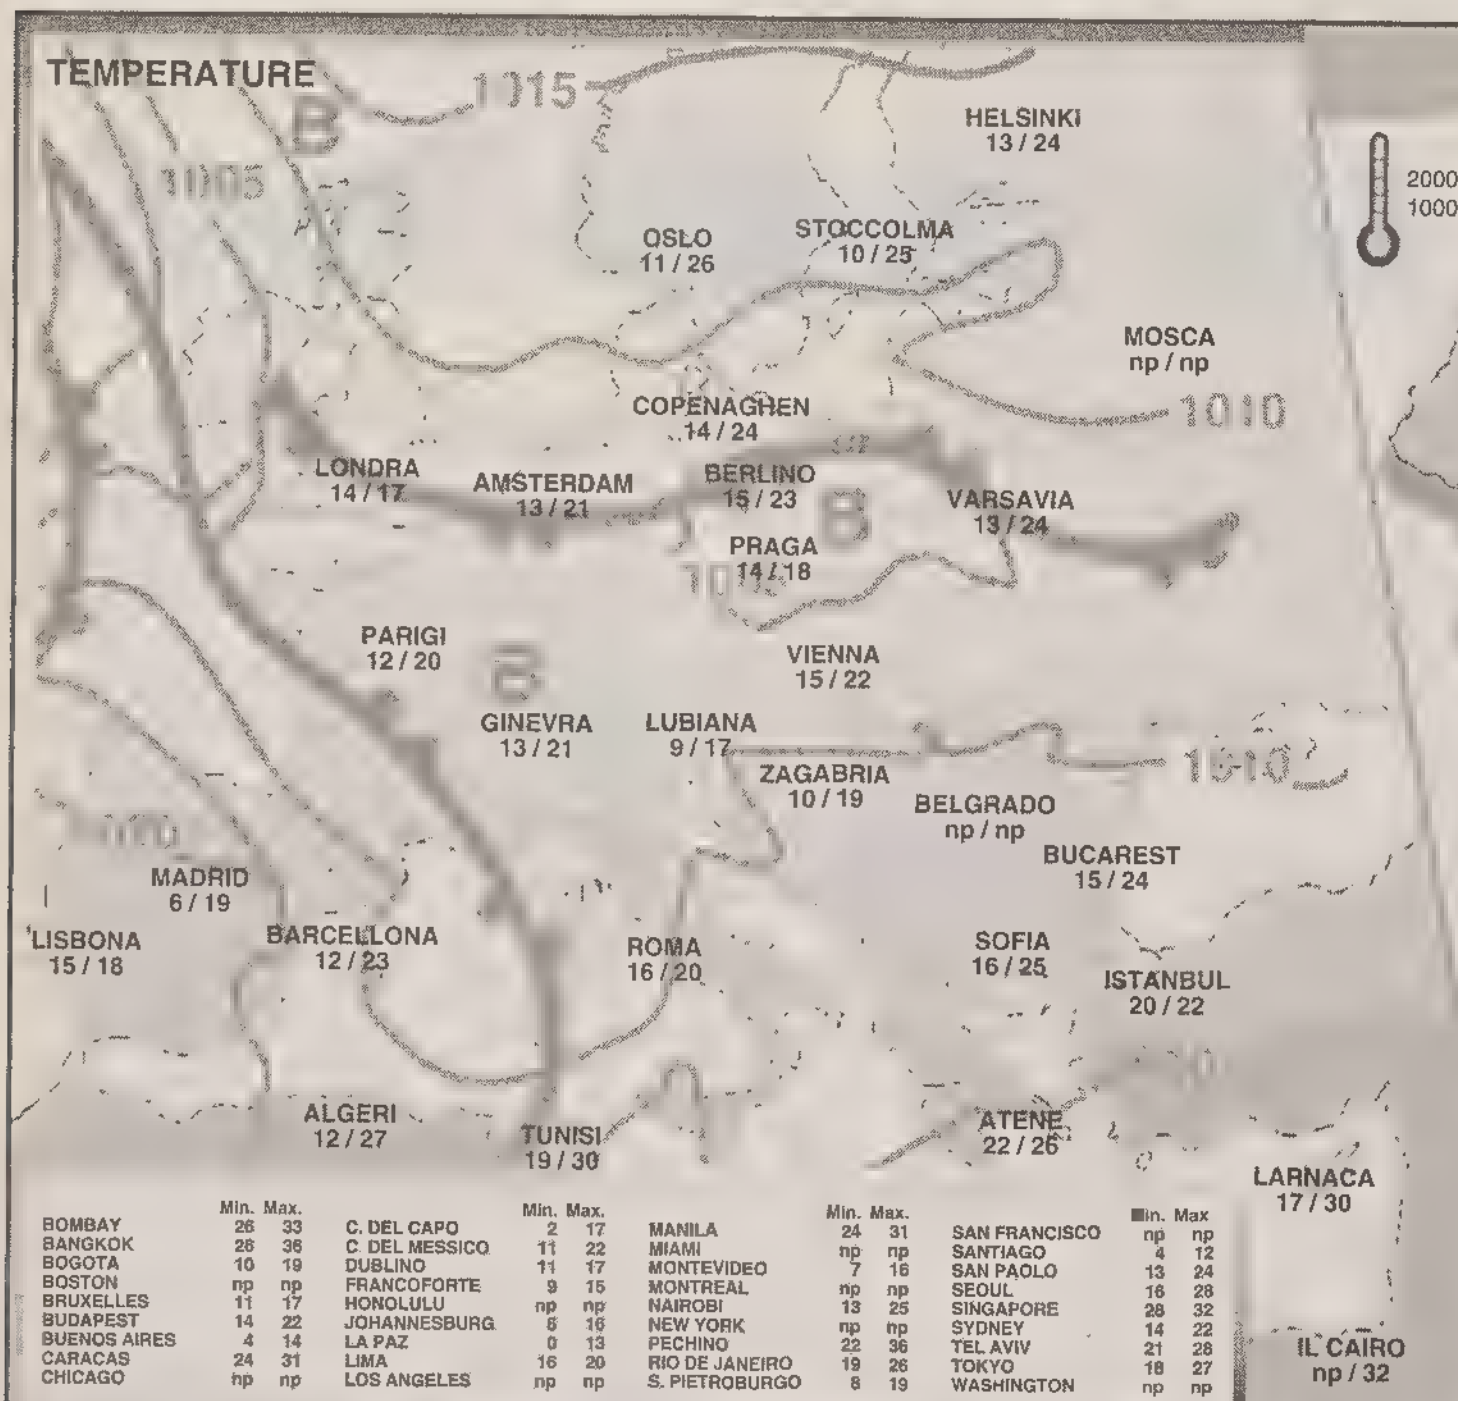 TEMPERATURE
1015
B
1005
HELSINKI
13 / 24
2000
1000
OSLO
11 / 26
STOCCOLMA
10 / 25
MOSCA
np / np
COPENAGHEN
14 / 24
1010
LONDRA
14 / 17
AMSTERDAM
13 / 21
BERLINO
15 / 23
B
VARSAVIA
13 / 24
PRAGA
14 / 18
PARIGI
12 / 20
B
VIENNA
15 / 22
GINEVRA
13 / 21
LUBIANA
9 / 17
1010
ZAGABRIA
10 / 19
BELGRADO
np / np
BUCAREST
15 / 24
MADRID
6 / 19
LISBONA
15 / 18
BARCELLONA
12 / 23
ROMA
16 / 20
SOFIA
16 / 25
ISTANBUL
20 / 22
ALGERI
12 / 27
TUNISI
19 / 30
ATENE
22 / 26
LARNACA
17 / 30
IL CAIRO
np / 32
Min. Max.
BOMBAY 26 33
BANGKOK 26 36
BOGOTA 10 19
BOSTON np np
BRUXELLES 11 17
BUDAPEST 14 22
BUENOS AIRES 4 14
CARACAS 24 31
CHICAGO np np
Min. Max.
C. DEL CAPO 2 17
C. DEL MESSICO 11 22
DUBLINO 11 17
FRANCOFORTE 9 15
HONOLULU np np
JOHANNESBURG 6 16
LA PAZ 0 13
LIMA 16 20
LOS ANGELES np np
Min. Max.
MANILA 24 31
MIAMI np np
MONTEVIDEO 7 16
MONTREAL np np
NAIROBI 13 25
NEW YORK np np
PECHINO 22 36
RIO DE JANEIRO 19 26
S. PIETROBURGO 8 19
Max
SAN FRANCISCO np np
SANTIAGO 4 12
SAN PAOLO 13 24
SEOUL 16 28
SINGAPORE 28 32
SYDNEY 14 22
TEL AVIV 21 28
TOKYO 18 27
WASHINGTON np np